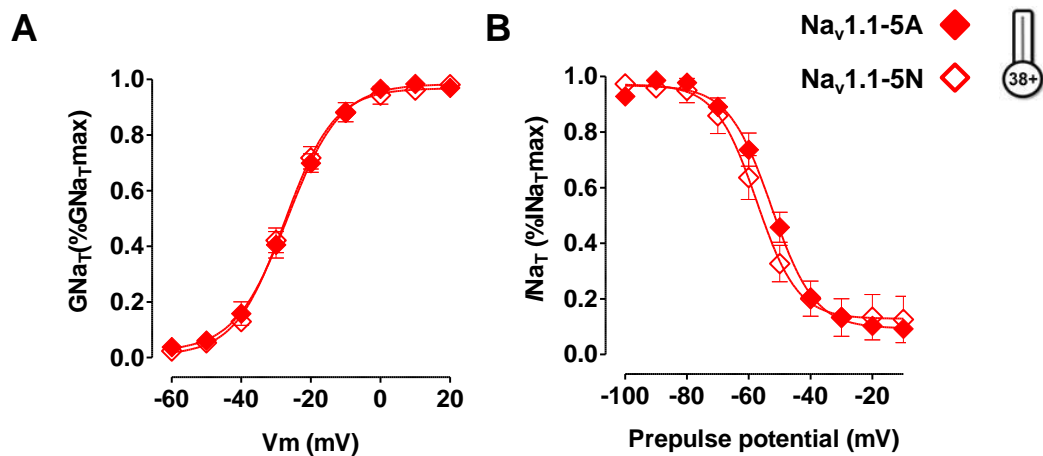 A
B
Nav1.1-5A
Nav1.1-5N
38+
GNaT(%GNaTmax)
1.0
0.8
0.6
0.4
0.2
0.0
-60 -40 -20 0 20
Vm (mV)
INaT (%INaTmax)
1.0
0.8
0.6
0.4
0.2
0.0
-100 -80 -60 -40 -20
Prepulse potential (mV)